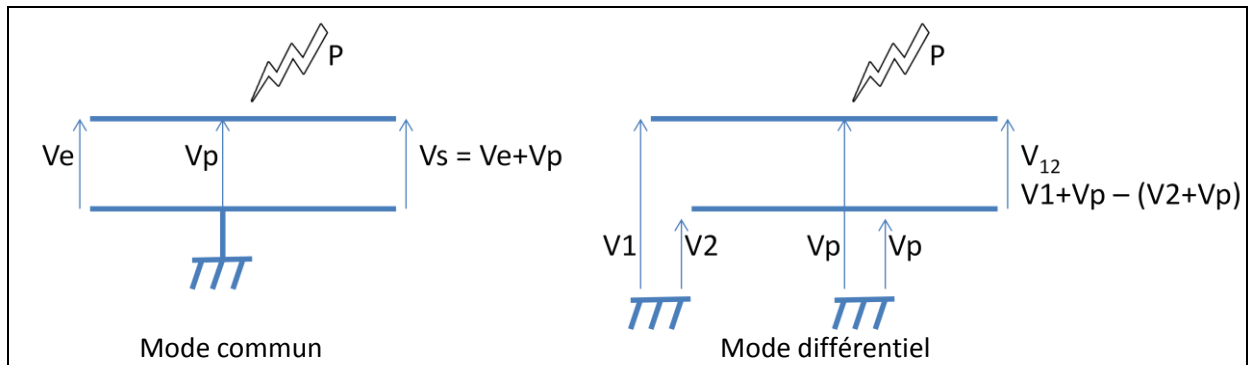 P
Ve
Vp
Vs = Ve+Vp
Mode commun
P
V12
V1+Vp – (V2+Vp)
V1
V2
Vp
Vp
Mode différentiel